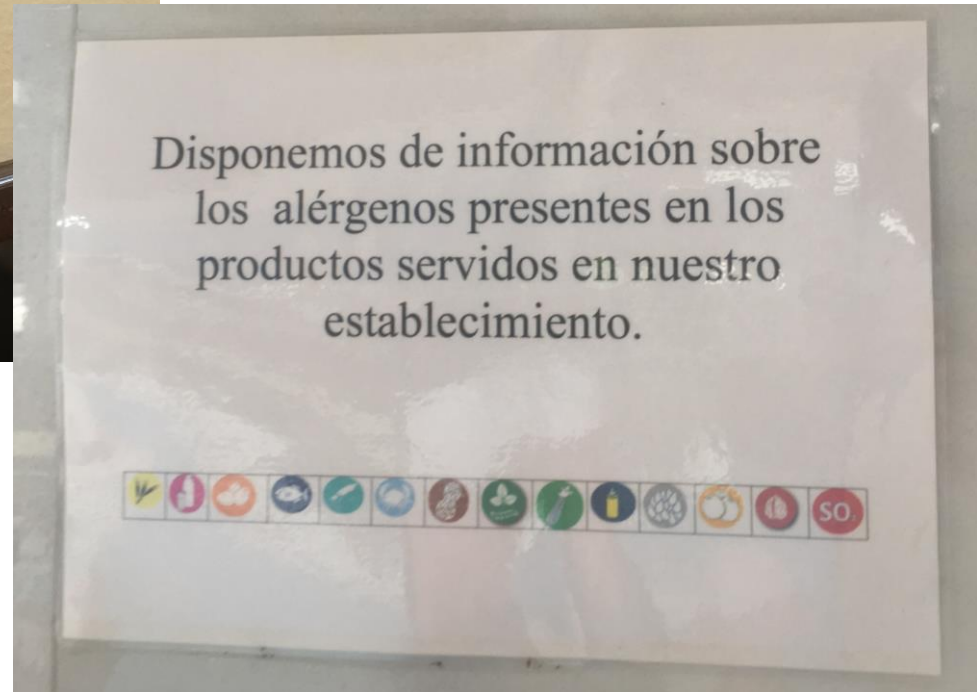 Disponemos de información sobre
los alérgenos presentes en los
productos servidos en nuestro
establecimiento.
SO₂